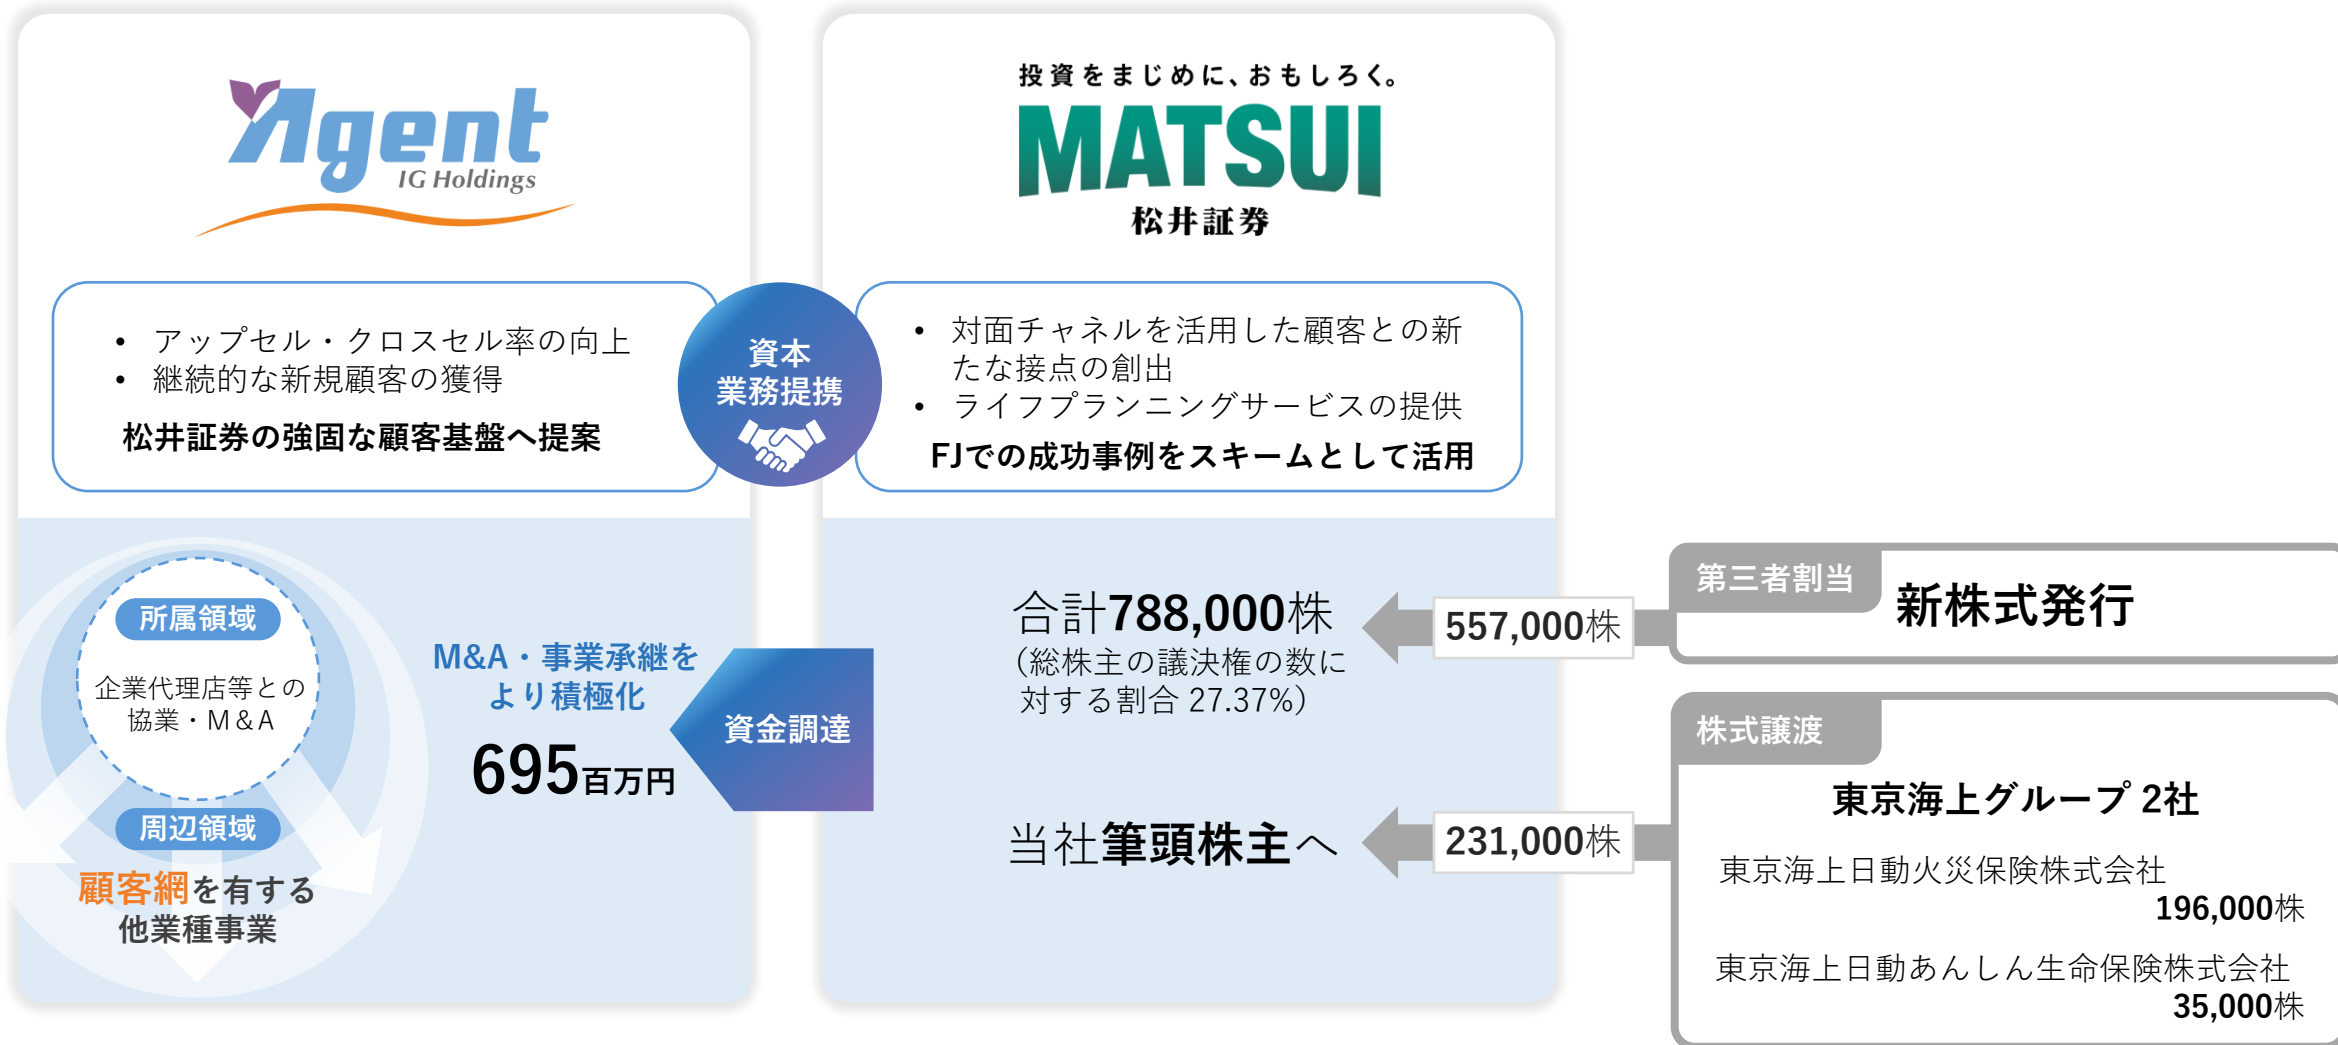 Agent
IG Holdings
投資をまじめに、おもしろく。
MATSUI
松井証券
• アップセル・クロスセル率の向上
• 継続的な新規顧客の獲得
松井証券の強固な顧客基盤へ提案
資本
業務提携
• 対面チャネルを活用した顧客との新
たな接点の創出
• ライフプランニングサービスの提供
FJでの成功事例をスキームとして活用
所属領域
企業代理店等との
協業・M＆A
周辺領域
顧客網を有する
他業種事業
M&A・事業承継を
より積極化
695百万円
資金調達
合計788,000株
（総株主の議決権の数に
対する割合 27.37%）
当社筆頭株主へ
557,000株
231,000株
第三者割当
新株式発行
株式譲渡
東京海上グループ 2社
東京海上日動火災保険株式会社
196,000株
東京海上日動あんしん生命保険株式会社
35,000株